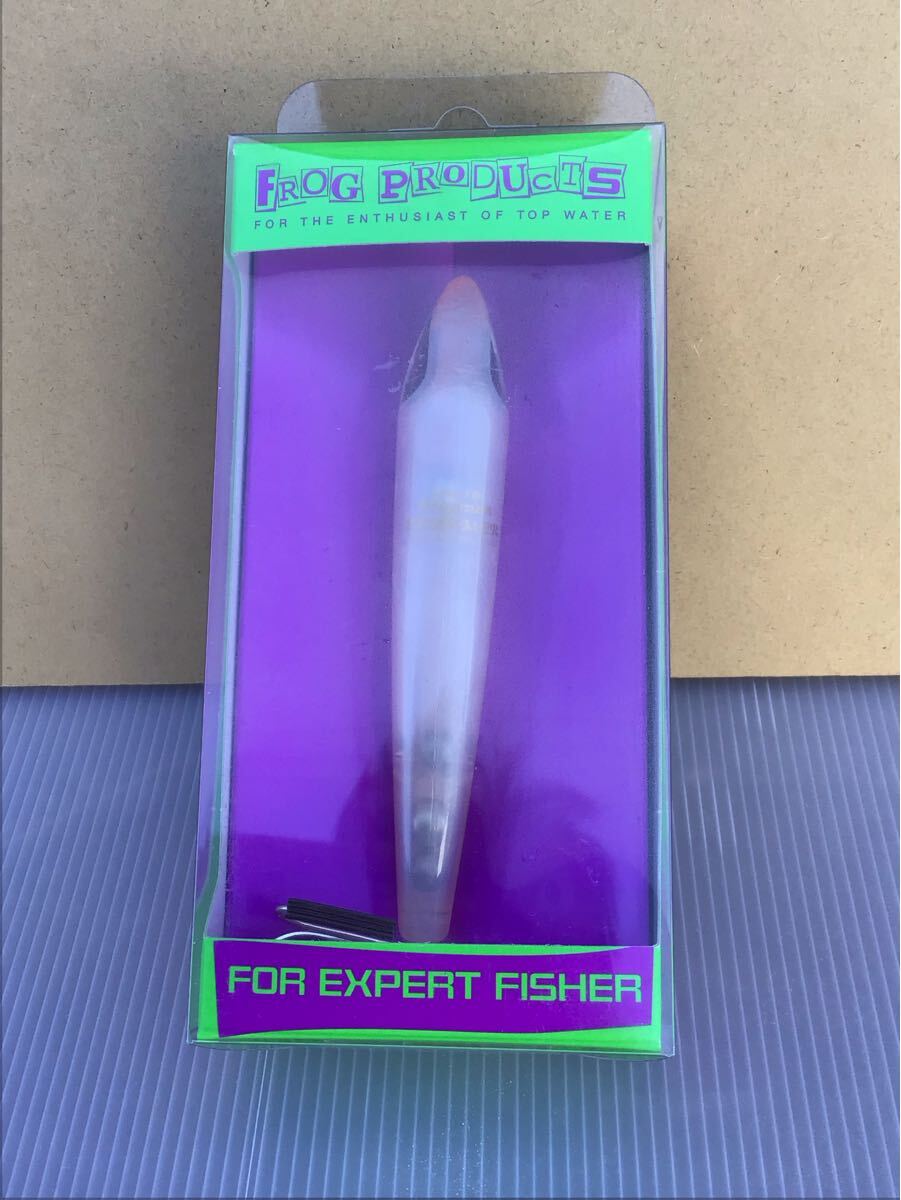 FROG PRODUCTS
FOR THE ENTHUSIAST OF TOP WATER
FOR EXPERT FISHER